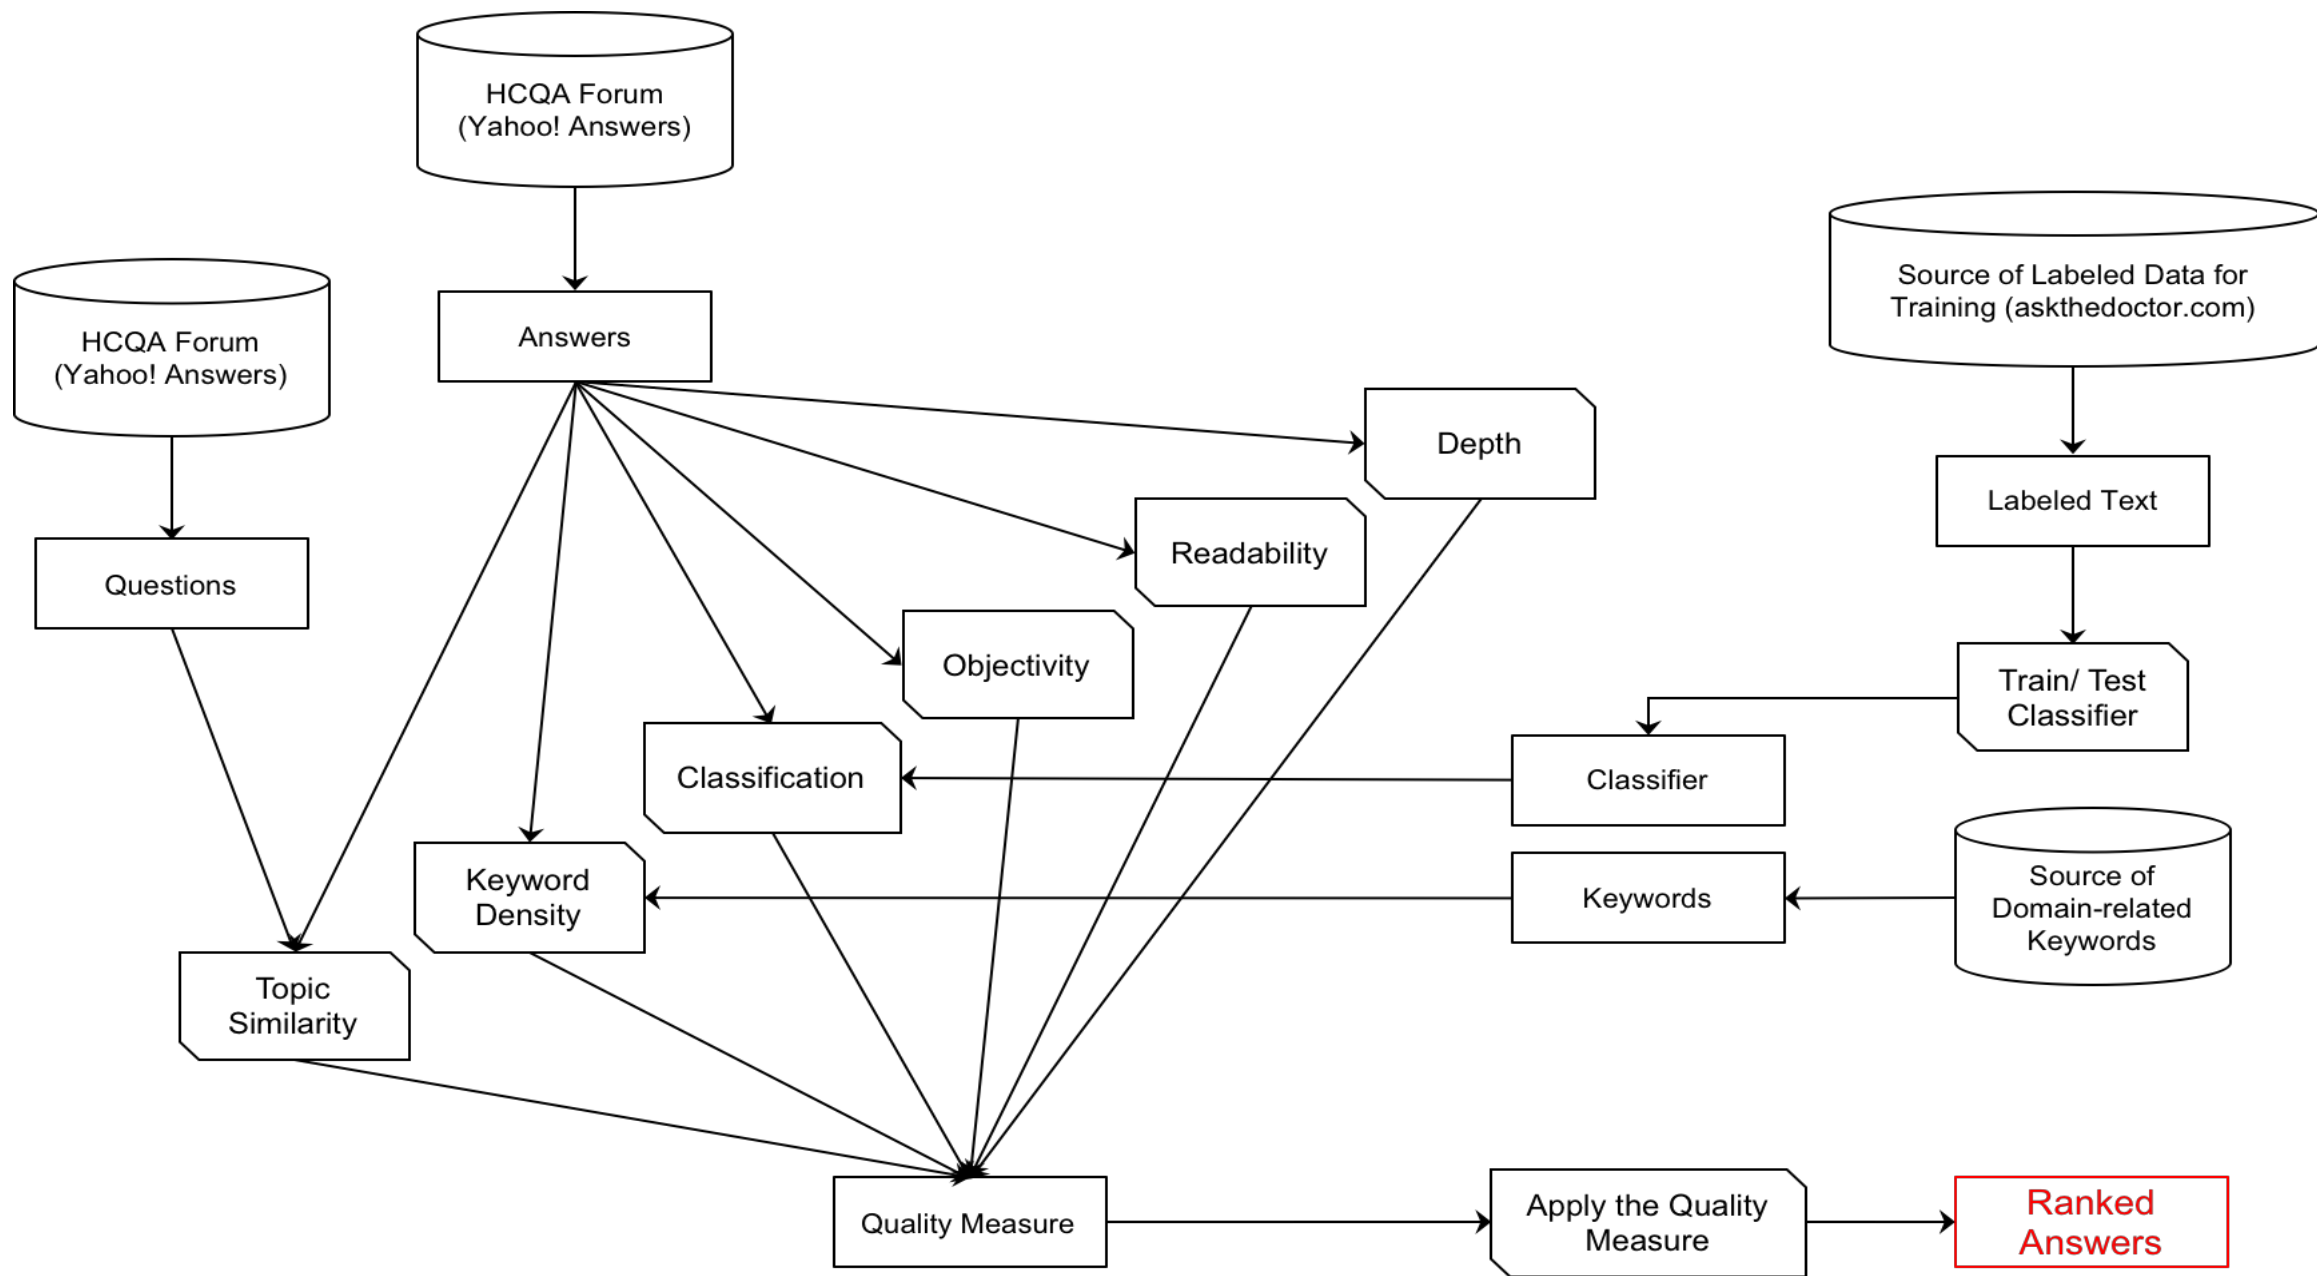 HCQA Forum
(Yahoo! Answers)
HCQA Forum
(Yahoo! Answers)
Source of Labeled Data for
Training (askthedoctor.com)
Answers
Questions
Depth
Labeled Text
Readability
Objectivity
Train/ Test
Classifier
Classification
Classifier
Keyword
Density
Keywords
Source of
Domain-related
Keywords
Topic
Similarity
Quality Measure
Apply the Quality
Measure
Ranked
Answers